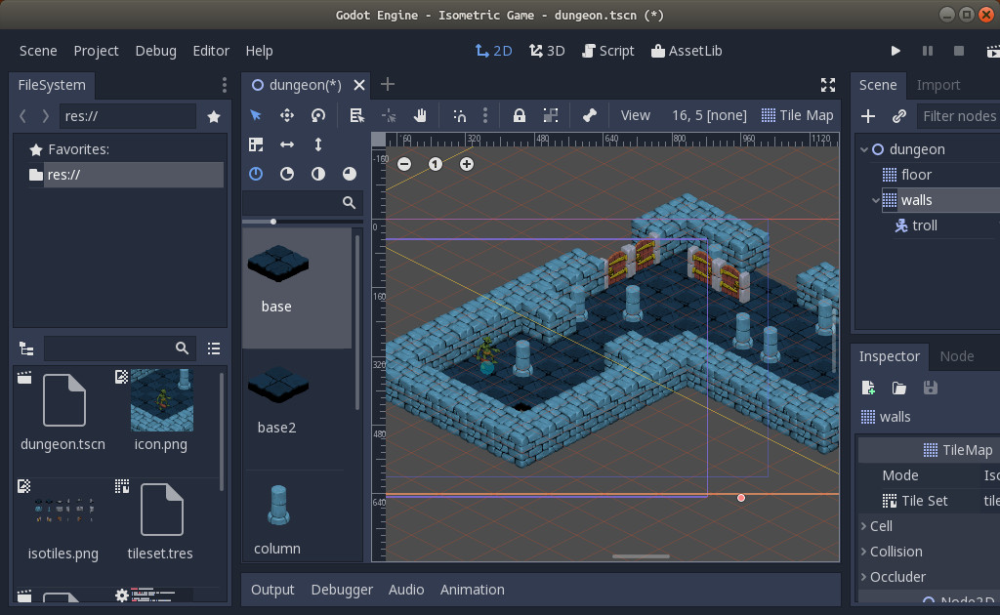 Godot Engine - Isometric Game - dungeon.tscn (*)
Scene Project Debug Editor Help
2D 3D Script AssetLib
FileSystem
dungeon(*)
Scene Import
res://
View
16, 5 [none]
Tile Map
Filter nodes
Favorites:
res://
dungeon
floor
walls
troll
60 320 480 640 800 960 1120
-160
0
160
320
480
640
1
base
base2
column
dungeon.tscn
icon.png
isotiles.png
tileset.tres
Inspector Node
walls
TileMap
Mode
Tile Set
Cell
Collision
Occluder
Node2D
Output Debugger Audio Animation